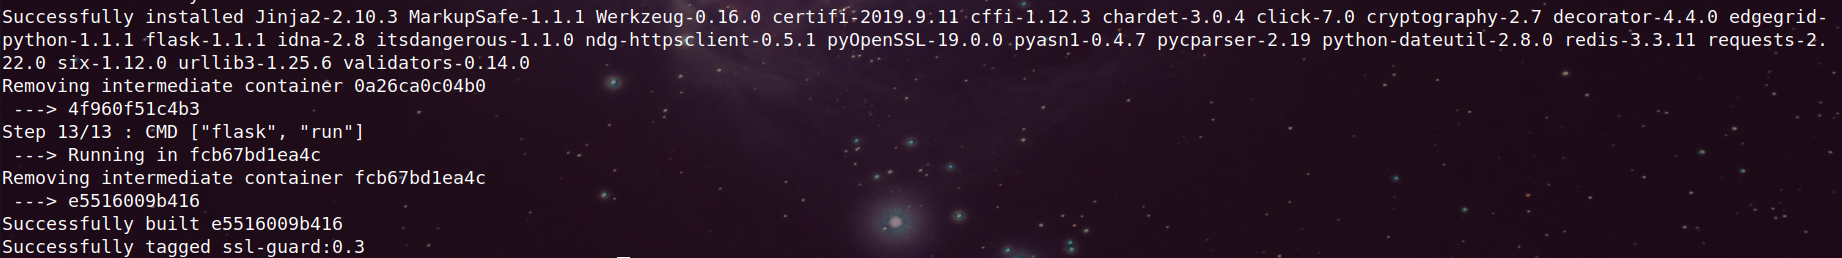 Successfully installed Jinja2-2.10.3 MarkupSafe-1.1.1 Werkzeug-0.16.0 certifi-2019.9.11 cffi-1.12.3 chardet-3.0.4 click-7.0 cryptography-2.7 decorator-4.4.0 edgegrid-
python-1.1.1 flask-1.1.1 idna-2.8 itsdangerous-1.1.0 ndg-httpsclient-0.5.1 pyOpenSSL-19.0.0 pyasn1-0.4.7 pycparser-2.19 python-dateutil-2.8.0 redis-3.3.11 requests-2.
22.0 six-1.12.0 urllib3-1.25.6 validators-0.14.0
Removing intermediate container 0a26ca0c04b0
 ---> 4f960f51c4b3
Step 13/13 : CMD ["flask", "run"]
 ---> Running in fcb67bd1ea4c
Removing intermediate container fcb67bd1ea4c
 ---> e5516009b416
Successfully built e5516009b416
Successfully tagged ssl-guard:0.3